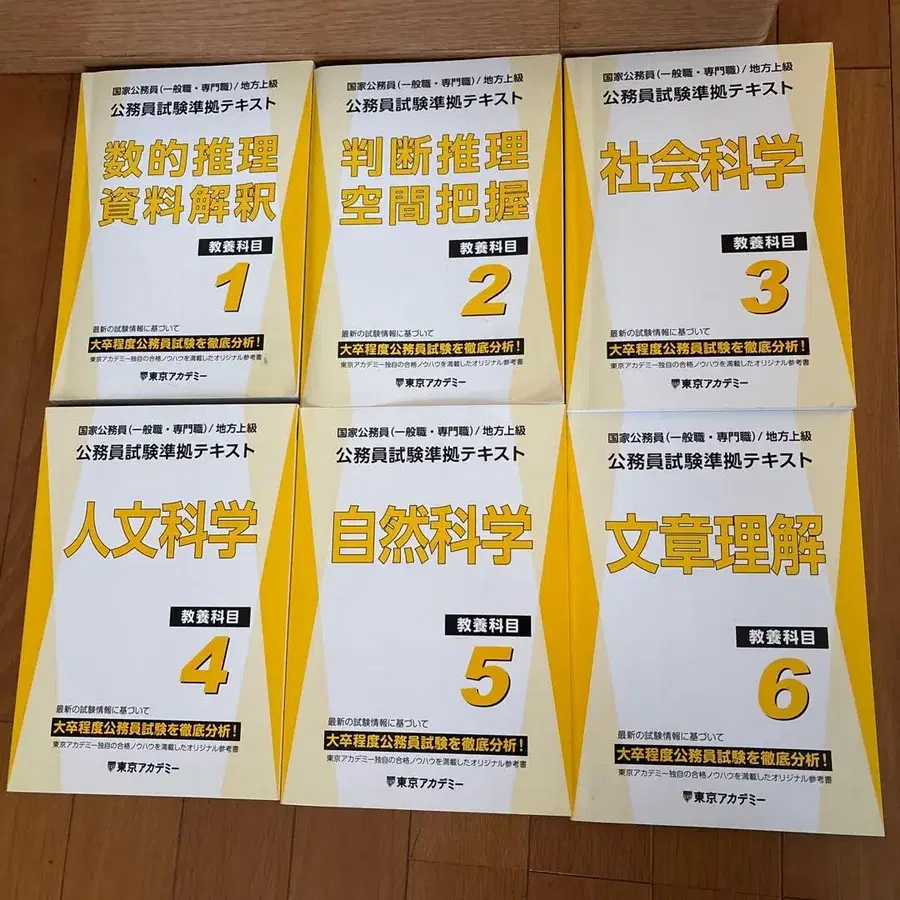 国家公務員(一般職・専門職)/地方上級
公務員試験準拠テキスト
数的推理
資料解釈
教養科目
1
最新の試験情報に基づいて
大卒程度公務員試験を徹底分析!
東京アカデミー独自の合格ノウハウを満載したオリジナル参考書
東京アカデミー
国家公務員(一般職・専門職)/地方上級
公務員試験準拠テキスト
判断推理
空間把握
教養科目
2
最新の試験情報に基づいて
大卒程度公務員試験を徹底分析!
東京アカデミー独自の合格ノウハウを満載したオリジナル参考書
東京アカデミー
国家公務員(一般職・専門職)/地方上級
公務員試験準拠テキスト
社会科学
教養科目
3
最新の試験情報に基づいて
大卒程度公務員試験を徹底分析!
東京アカデミー独自の合格ノウハウを満載したオリジナル参考書
東京アカデミー
国家公務員(一般職・専門職)/地方上級
公務員試験準拠テキスト
人文科学
教養科目
4
最新の試験情報に基づいて
大卒程度公務員試験を徹底分析!
東京アカデミー独自の合格ノウハウを満載したオリジナル参考書
東京アカデミー
国家公務員(一般職・専門職)/地方上級
公務員試験準拠テキスト
自然科学
教養科目
5
最新の試験情報に基づいて
大卒程度公務員試験を徹底分析!
東京アカデミー独自の合格ノウハウを満載したオリジナル参考書
東京アカデミー
国家公務員(一般職・専門職)/地方上級
公務員試験準拠テキスト
文章理解
教養科目
6
最新の試験情報に基づいて
大卒程度公務員試験を徹底分析!
東京アカデミー独自の合格ノウハウを満載したオリジナル参考書
東京アカデミー